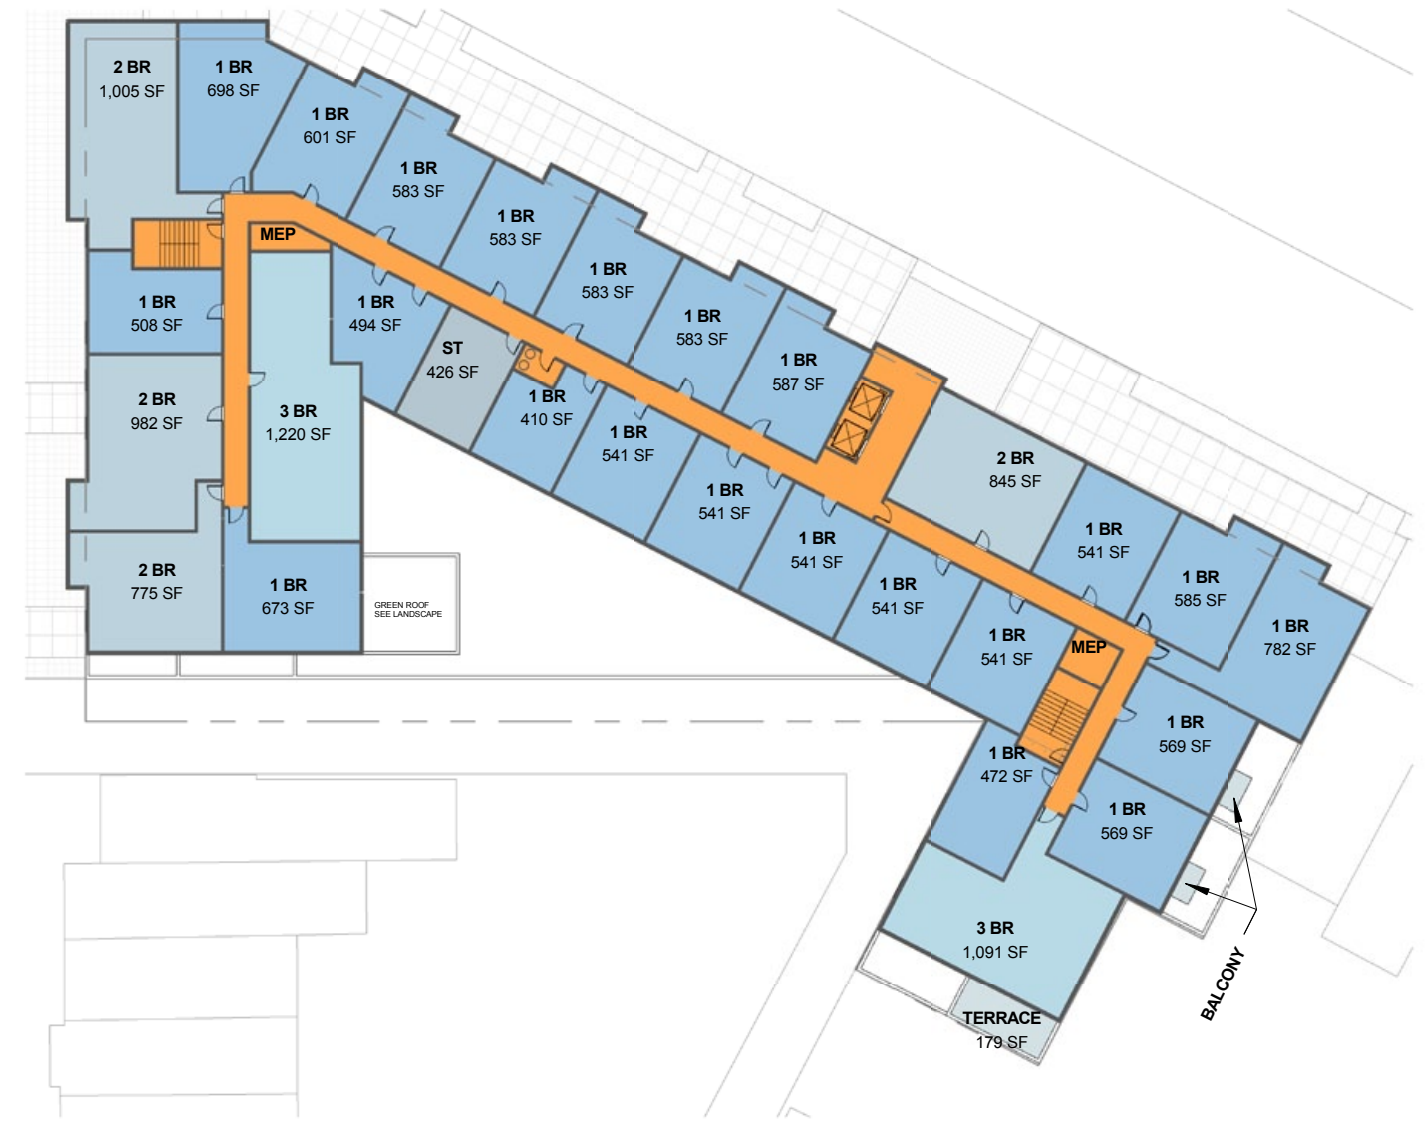 2 BR
1,005 SF
1 BR
698 SF
1 BR
601 SF
1 BR
583 SF
1 BR
583 SF
1 BR
583 SF
1 BR
583 SF
1 BR
587 SF
MEP
1 BR
508 SF
1 BR
494 SF
ST
426 SF
1 BR
410 SF
2 BR
982 SF
3 BR
1,220 SF
1 BR
541 SF
1 BR
541 SF
1 BR
541 SF
1 BR
541 SF
1 BR
541 SF
2 BR
845 SF
1 BR
541 SF
1 BR
585 SF
1 BR
782 SF
2 BR
775 SF
1 BR
673 SF
GREEN ROOF
SEE LANDSCAPE
MEP
1 BR
569 SF
1 BR
472 SF
1 BR
569 SF
3 BR
1,091 SF
TERRACE
179 SF
BALCONY